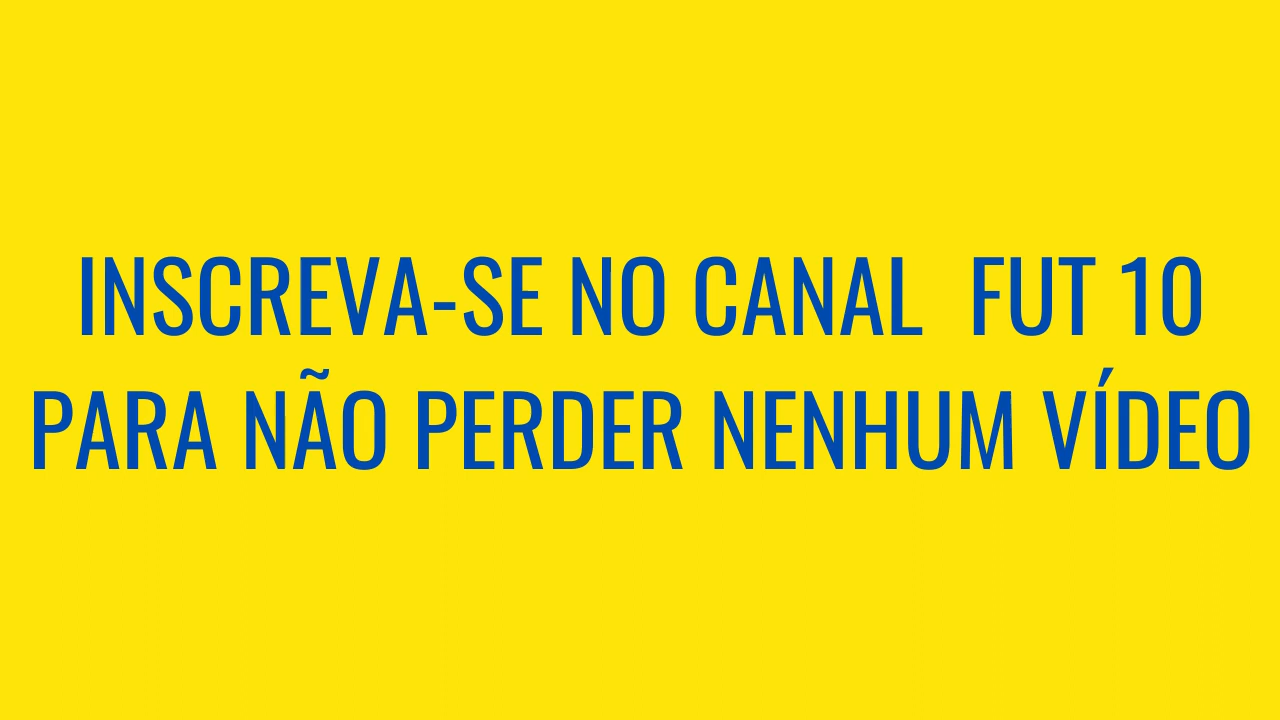 INSCREVA-SE NO CANAL  FUT 10
PARA NÃO PERDER NENHUM VÍDEO